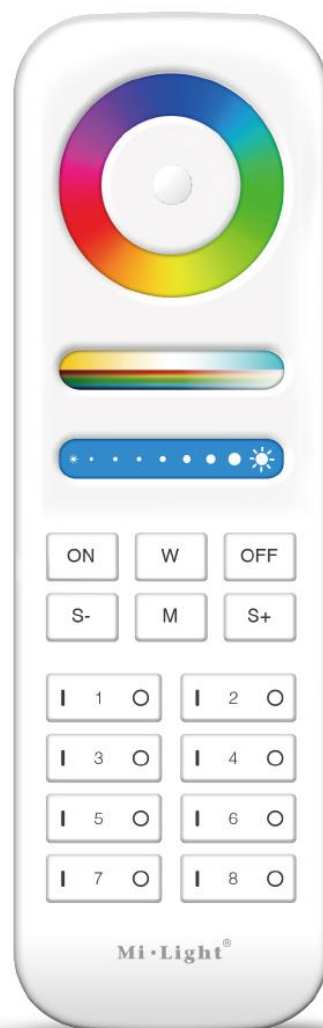 ON W OFF
S- M S+
I 1 O I 2 O
I 3 O I 4 O
I 5 O I 6 O
I 7 O I 8 O
Mi·Light®